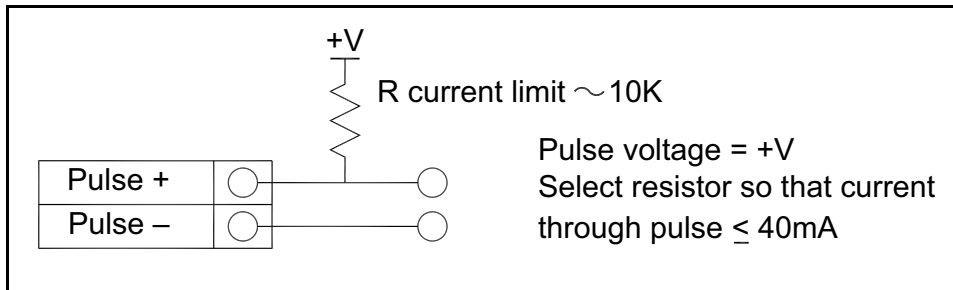 +V
R current limit ～10K
Pulse voltage = +V
Pulse +
Select resistor so that current
Pulse –
through pulse ≤ 40mA